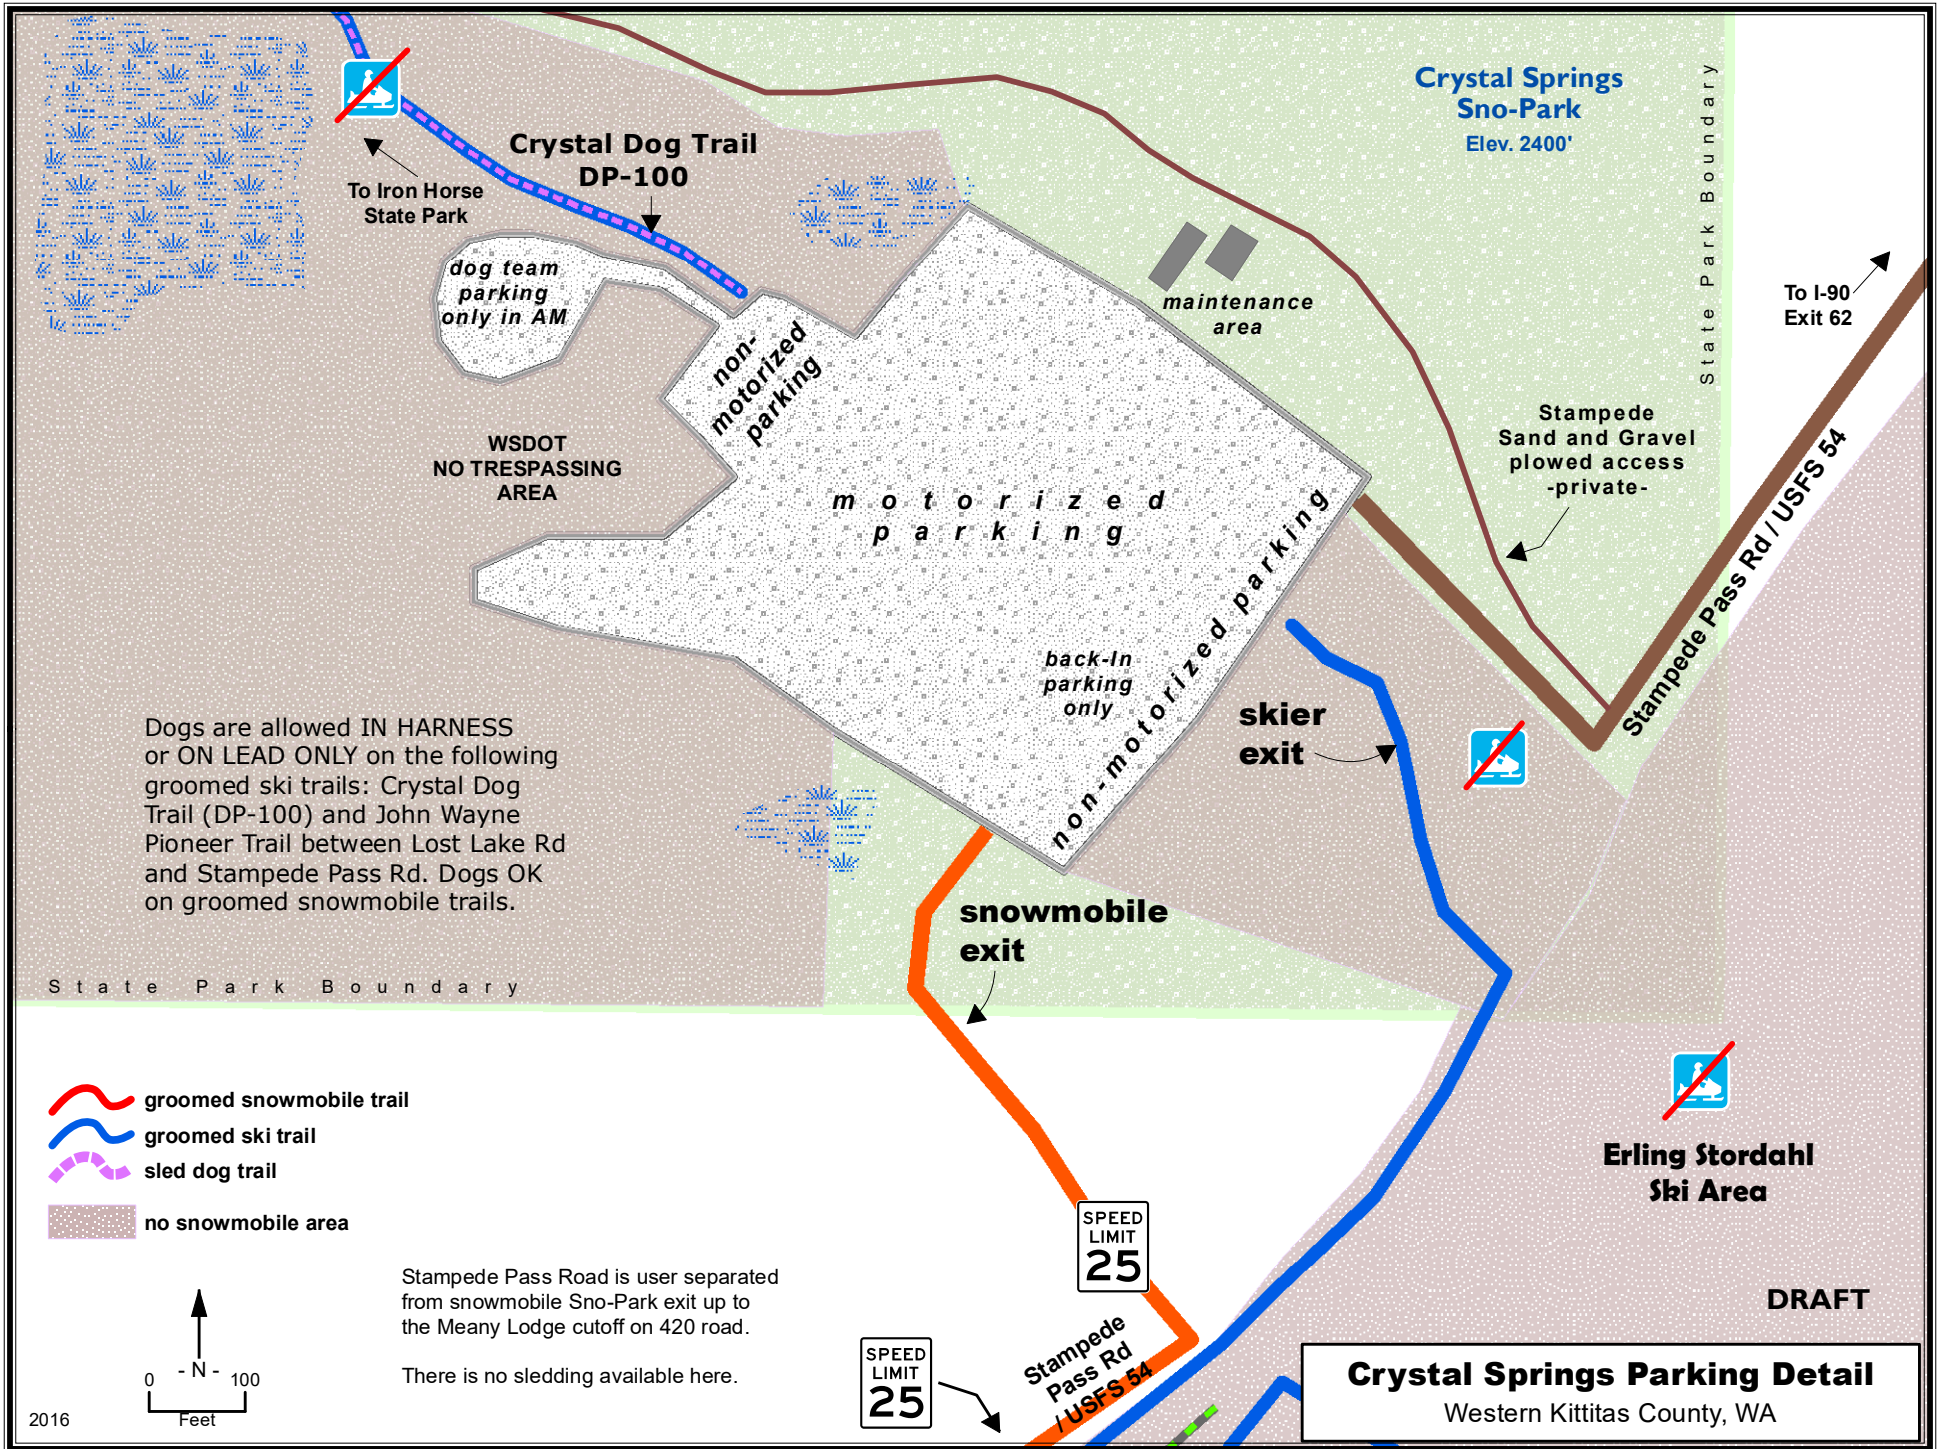 Crystal Springs
Sno-Park
Elev. 2400'
State Park Boundary
Crystal Dog Trail
DP-100
To Iron Horse
State Park
dog team
parking
only in AM
non-
motorized
parking
maintenance
area
To I-90
Exit 62
Stampede
Sand and Gravel
plowed access
-private-
Stampede Pass Rd / USFS 54
WSDOT
NO TRESPASSING
AREA
motorized
parking
non-motorized parking
back-In
parking
only
skier
exit
Dogs are allowed IN HARNESS
or ON LEAD ONLY on the following
groomed ski trails: Crystal Dog
Trail (DP-100) and John Wayne
Pioneer Trail between Lost Lake Rd
and Stampede Pass Rd. Dogs OK
on groomed snowmobile trails.
snowmobile
exit
State Park Boundary
groomed snowmobile trail
groomed ski trail
sled dog trail
no snowmobile area
Erling Stordahl
Ski Area
SPEED
LIMIT
25
Stampede Pass Road is user separated
from snowmobile Sno-Park exit up to
the Meany Lodge cutoff on 420 road.
There is no sledding available here.
SPEED
LIMIT
25
Stampede
Pass Rd
/ USFS 54
- N -
0 100
Feet
2016
DRAFT
Crystal Springs Parking Detail
Western Kittitas County, WA